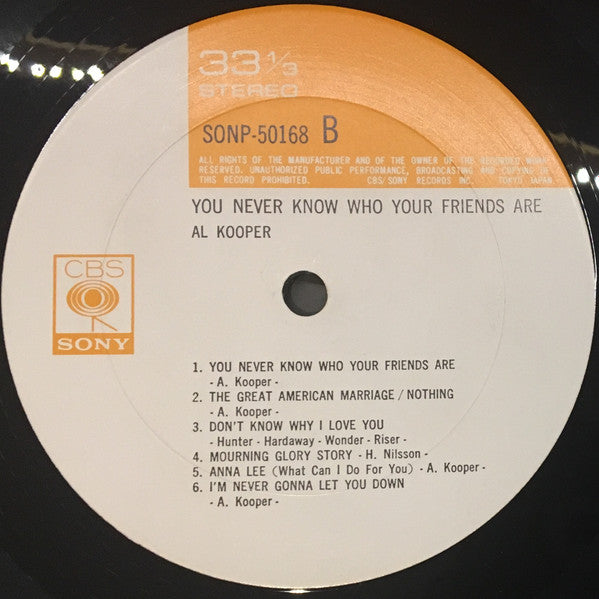 33 1/3
STEREO
SONP-50168 B
ALL RIGHTS OF THE MANUFACTURER AND OF THE OWNER OF THE RECORDED WORK
RESERVED. UNAUTHORIZED PUBLIC PERFORMANCE, BROADCASTING AND COPYING OF
THIS RECORD PROHIBITED. CBS/SONY RECORDS INC. TOKYO JAPAN
YOU NEVER KNOW WHO YOUR FRIENDS ARE
AL KOOPER
CBS
SONY
1. YOU NEVER KNOW WHO YOUR FRIENDS ARE
- A. Kooper -
2. THE GREAT AMERICAN MARRIAGE / NOTHING
- A. Kooper -
3. DON'T KNOW WHY I LOVE YOU
- Hunter - Hardaway - Wonder - Riser -
4. MOURNING GLORY STORY - H. Nilsson -
5. ANNA LEE (What Can I Do For You) - A. Kooper -
6. I'M NEVER GONNA LET YOU DOWN
- A. Kooper -